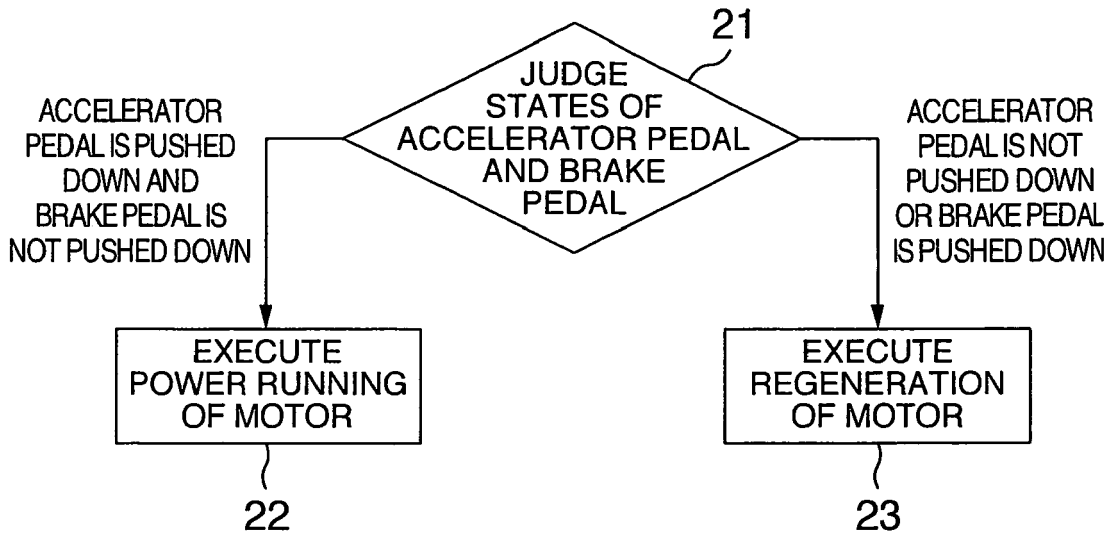 21
JUDGE
STATES OF
ACCELERATOR PEDAL
AND BRAKE
PEDAL
ACCELERATOR
PEDAL IS PUSHED
DOWN AND
BRAKE PEDAL IS
NOT PUSHED DOWN
ACCELERATOR
PEDAL IS NOT
PUSHED DOWN
OR BRAKE PEDAL
IS PUSHED DOWN
EXECUTE
POWER RUNNING
OF MOTOR
22
EXECUTE
REGENERATION
OF MOTOR
23